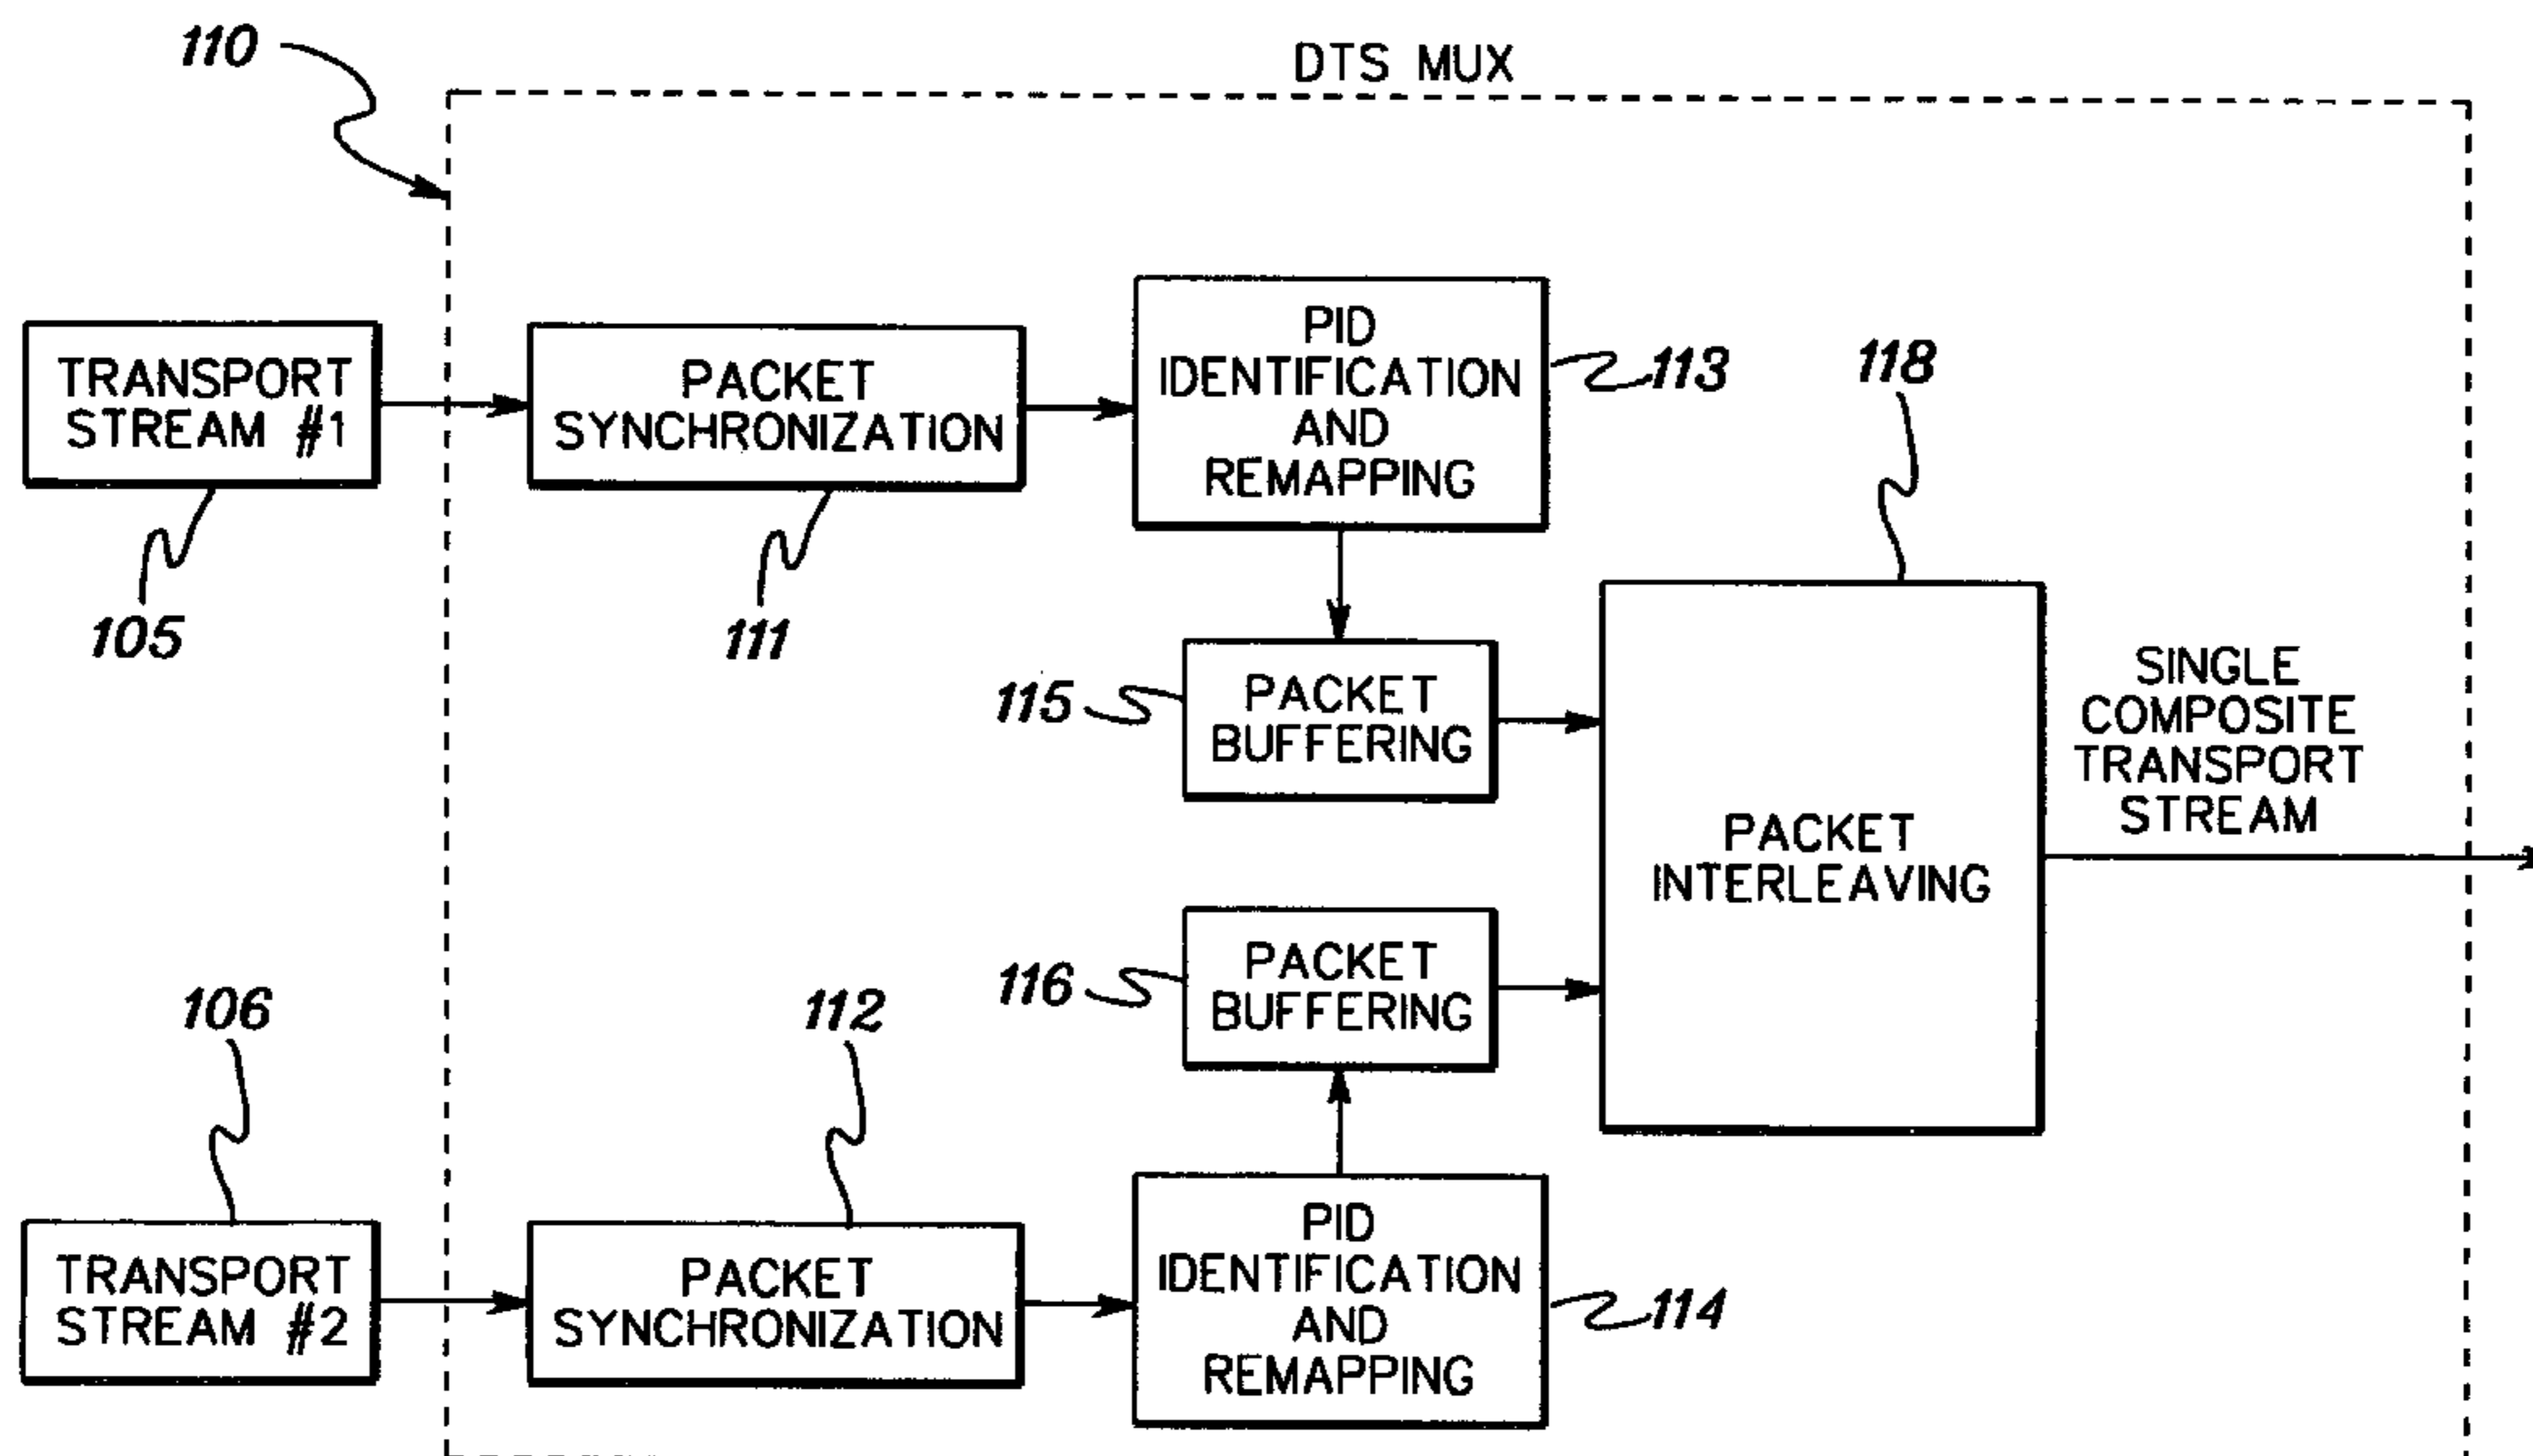 110
DTS MUX
TRANSPORT
STREAM #1
105
PACKET
SYNCHRONIZATION
111
PID
IDENTIFICATION
AND
REMAPPING
113
118
115
PACKET
BUFFERING
PACKET
INTERLEAVING
SINGLE
COMPOSITE
TRANSPORT
STREAM
116
PACKET
BUFFERING
106
TRANSPORT
STREAM #2
112
PACKET
SYNCHRONIZATION
PID
IDENTIFICATION
AND
REMAPPING
114